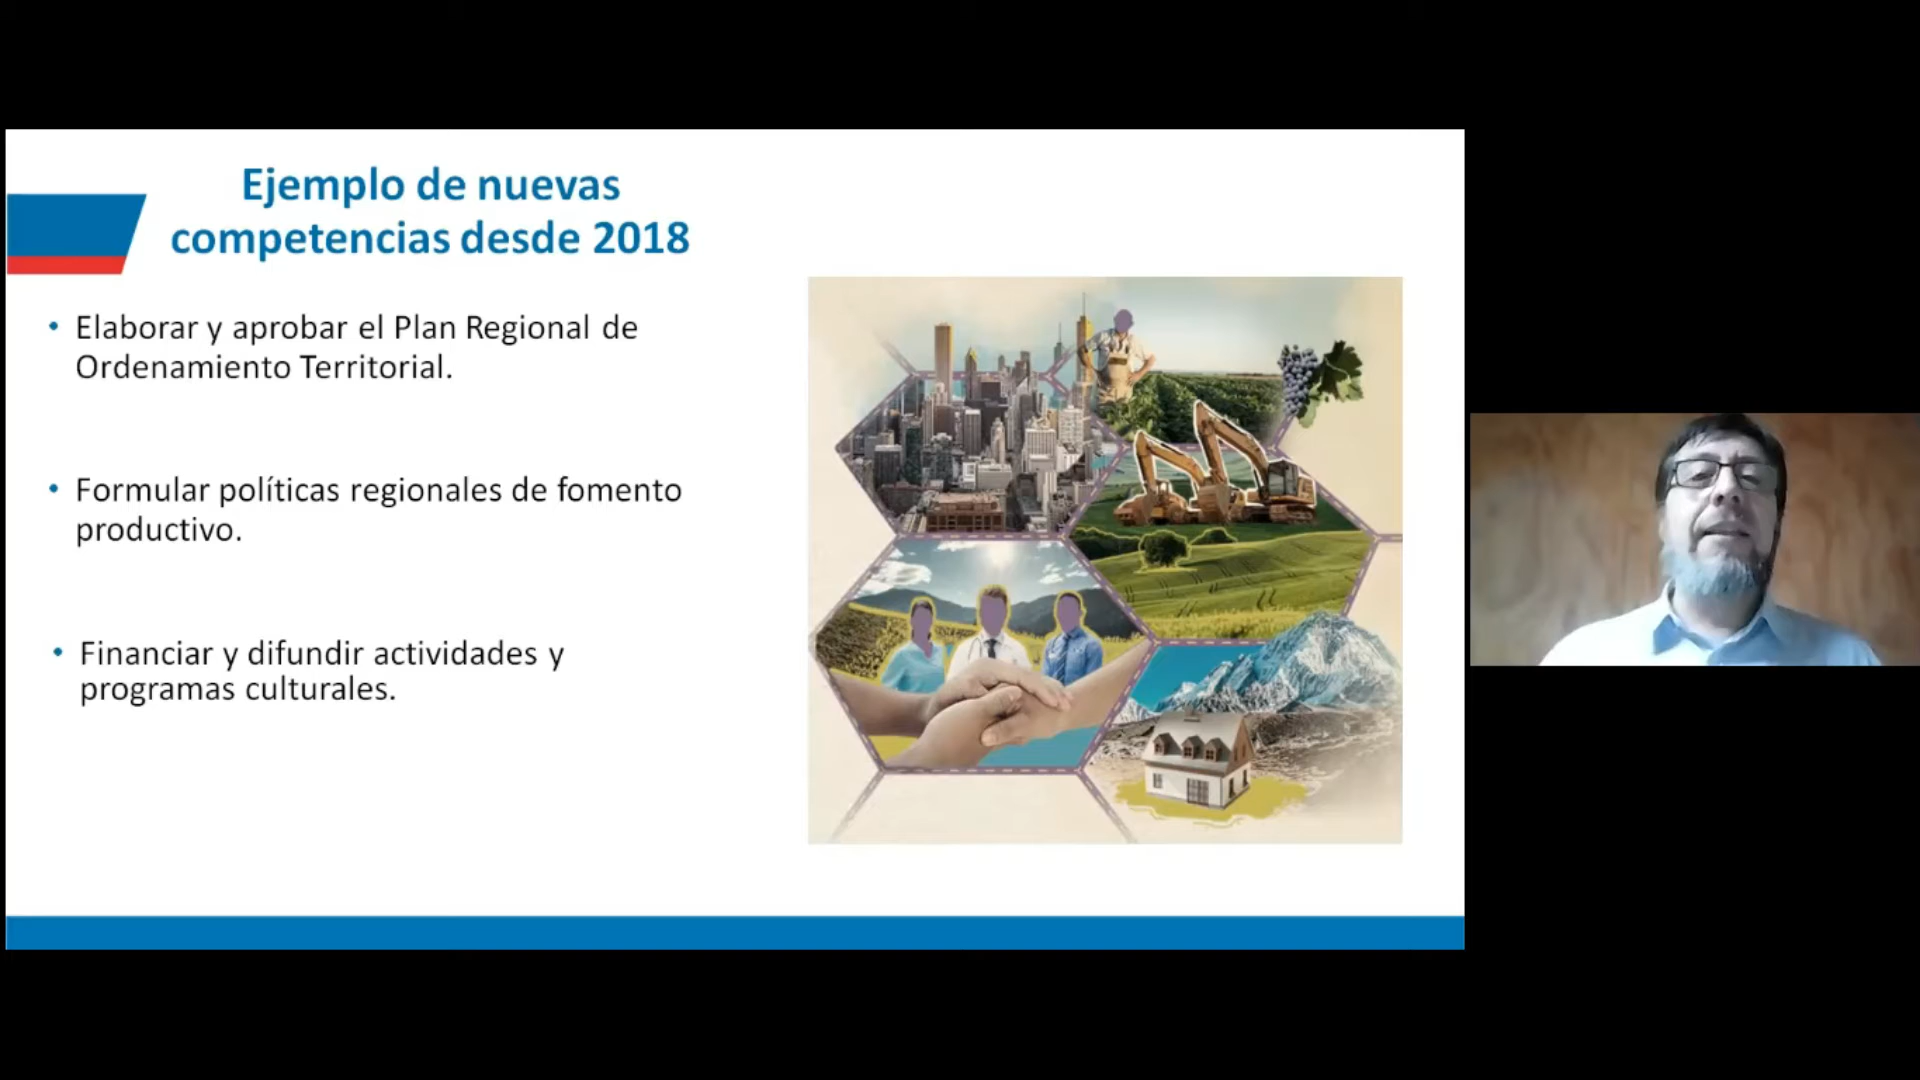 Ejemplo de nuevas
competencias desde 2018
• Elaborar y aprobar el Plan Regional de
Ordenamiento Territorial.
• Formular políticas regionales de fomento
productivo.
• Financiar y difundir actividades y
programas culturales.